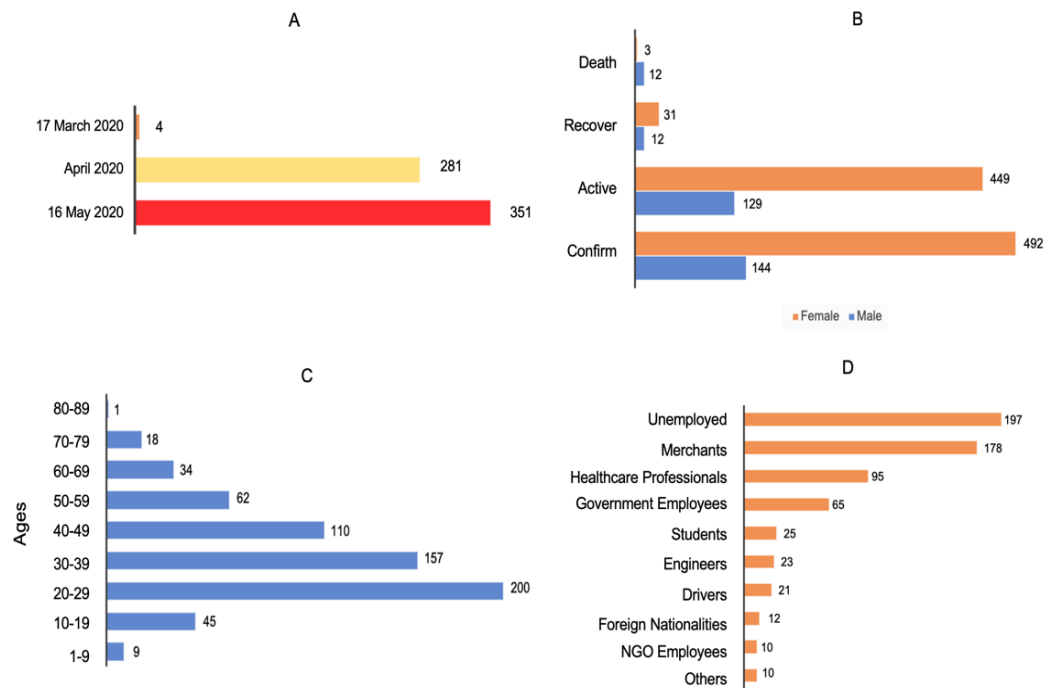 A
17 March 2020 4
April 2020 281
16 May 2020 351
B
Death 3
12
Recover 31
12
Active 449
129
Confirm 492
144
Female Male
C
Ages
80-89 1
70-79 18
60-69 34
50-59 62
40-49 110
30-39 157
20-29 200
10-19 45
1-9 9
D
Unemployed 197
Merchants 178
Healthcare Professionals 95
Government Employees 65
Students 25
Engineers 23
Drivers 21
Foreign Nationalities 12
NGO Employees 10
Others 10